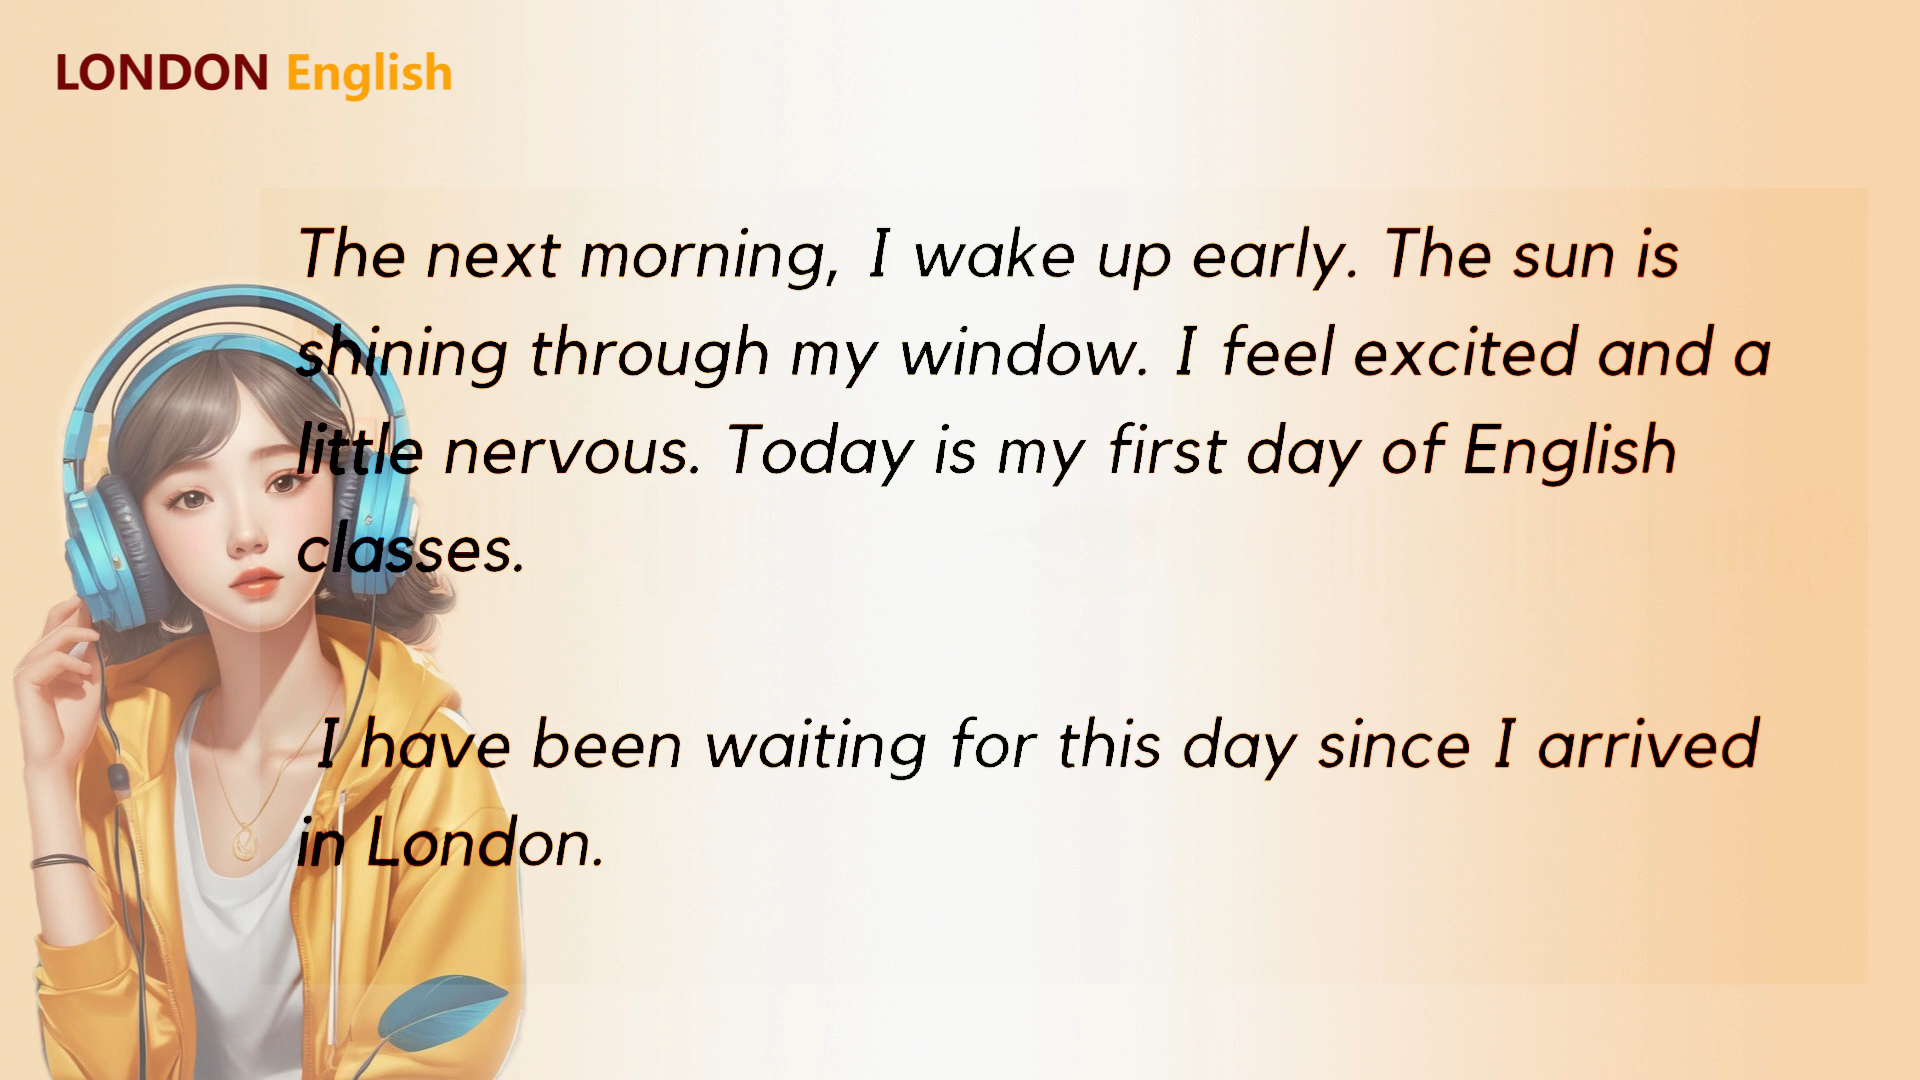 LONDON English
The next morning, I wake up early. The sun is
shining through my window. I feel excited and a
little nervous. Today is my first day of English
classes.
I have been waiting for this day since I arrived
in London.